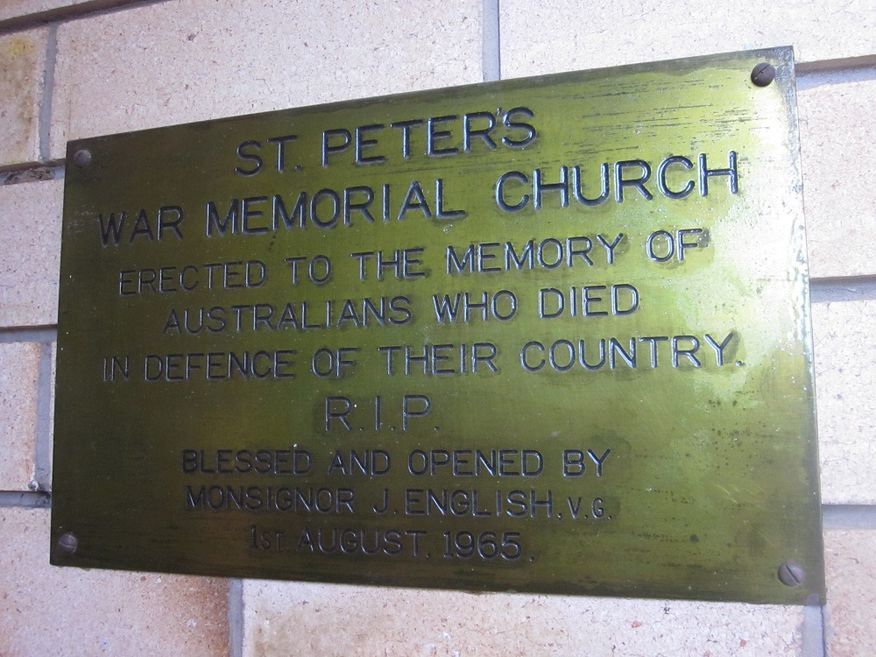 ST. PETER'S
WAR MEMORIAL CHURCH
ERECTED TO THE MEMORY OF
AUSTRALIANS WHO DIED
IN DEFENCE OF THEIR COUNTRY.
R.I.P.
BLESSED AND OPENED BY
MONSIGNOR J. ENGLISH, V.G.
1ST AUGUST, 1965.